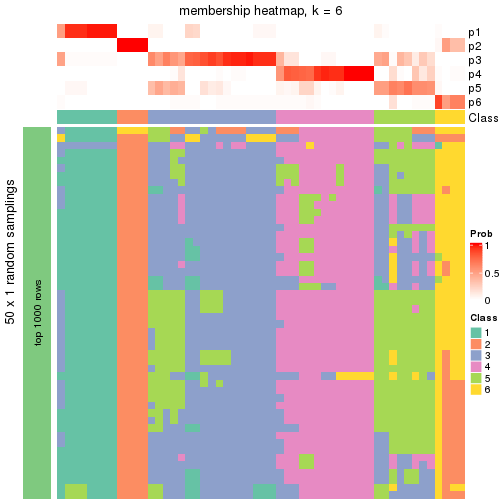 membership heatmap, k = 6
p1
p2
p3
p4
p5
p6
Class
50 x 1 random samplings
top 1000 rows
Prob
1
0.5
0
Class
1
2
3
4
5
6